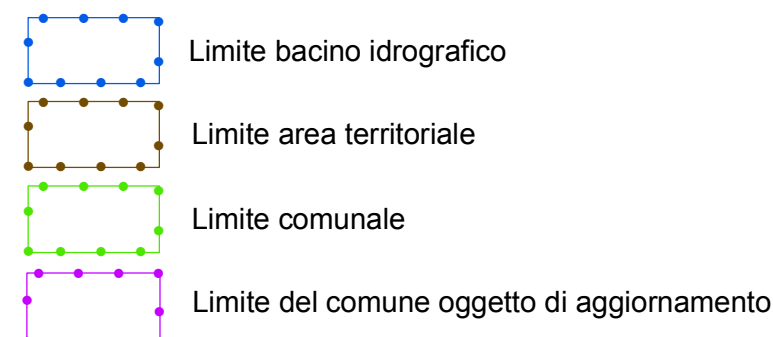 Limite bacino idrografico
Limite area territoriale
Limite comunale
Limite del comune oggetto di aggiornamento